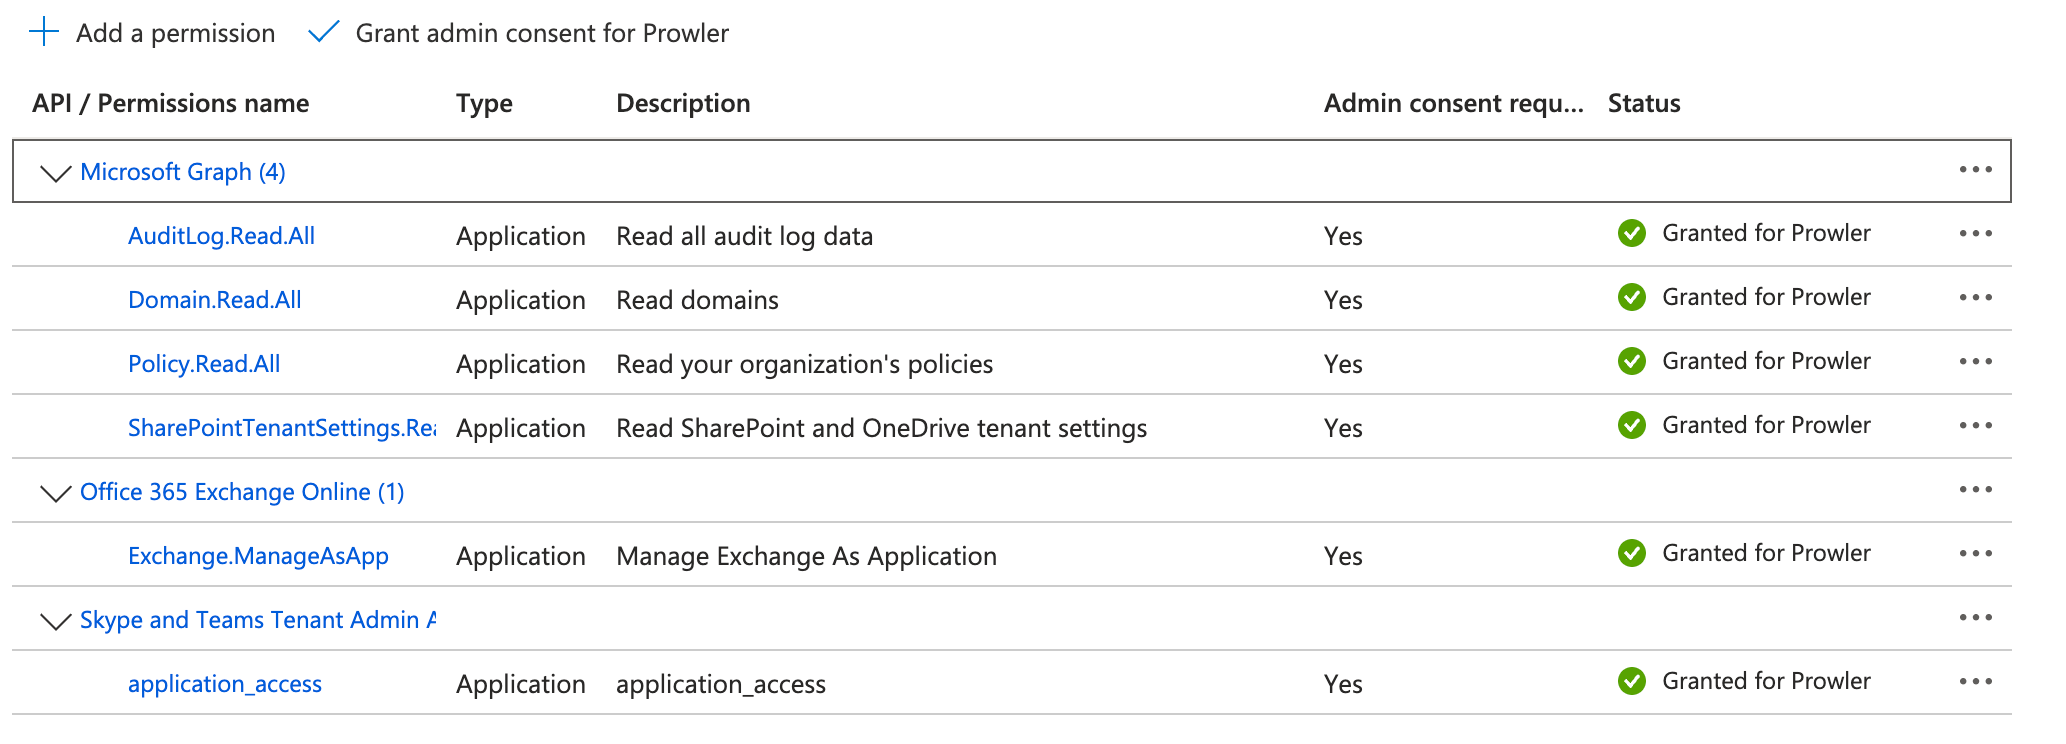 Add a permission Grant admin consent for Prowler
API / Permissions name Type Description Admin consent requ... Status
Microsoft Graph (4)
AuditLog.Read.All Application Read all audit log data Yes Granted for Prowler
Domain.Read.All Application Read domains Yes Granted for Prowler
Policy.Read.All Application Read your organization's policies Yes Granted for Prowler
SharePointTenantSettings.Rea Application Read SharePoint and OneDrive tenant settings Yes Granted for Prowler
Office 365 Exchange Online (1)
Exchange.ManageAsApp Application Manage Exchange As Application Yes Granted for Prowler
Skype and Teams Tenant Admin A
application_access Application application_access Yes Granted for Prowler